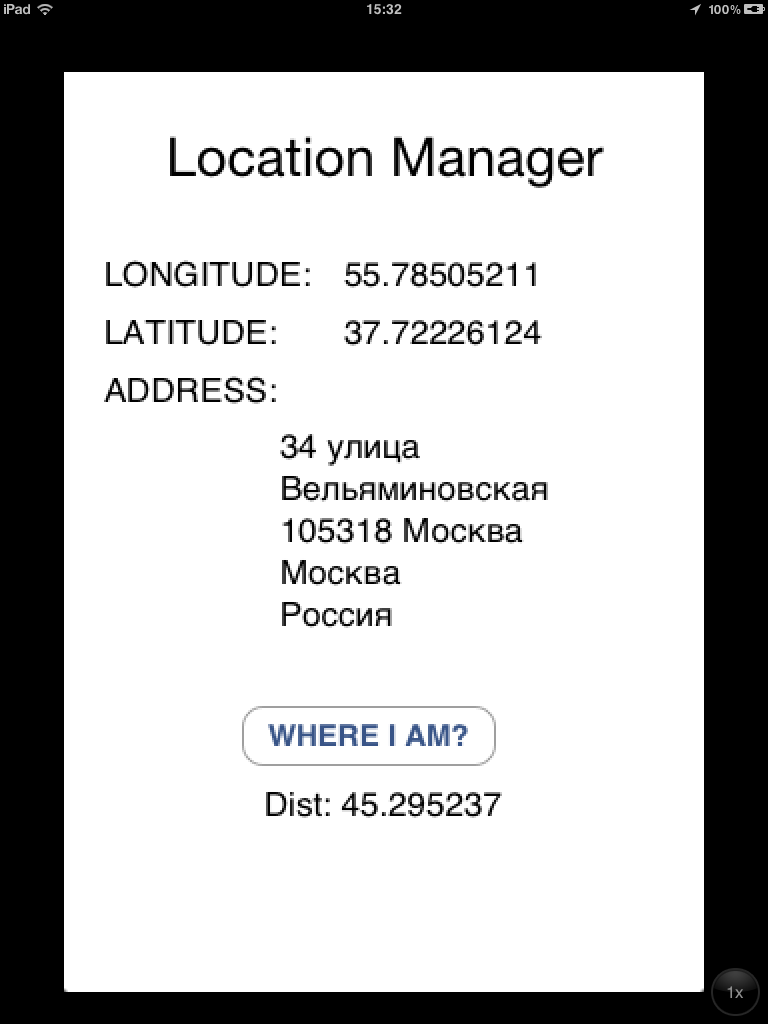 iPad 15:32 100%
Location Manager
LONGITUDE: 55.78505211
LATITUDE: 37.72226124
ADDRESS:
34 улица
Вельяминовская
105318 Москва
Москва
Россия
WHERE I AM?
Dist: 45.295237
1x